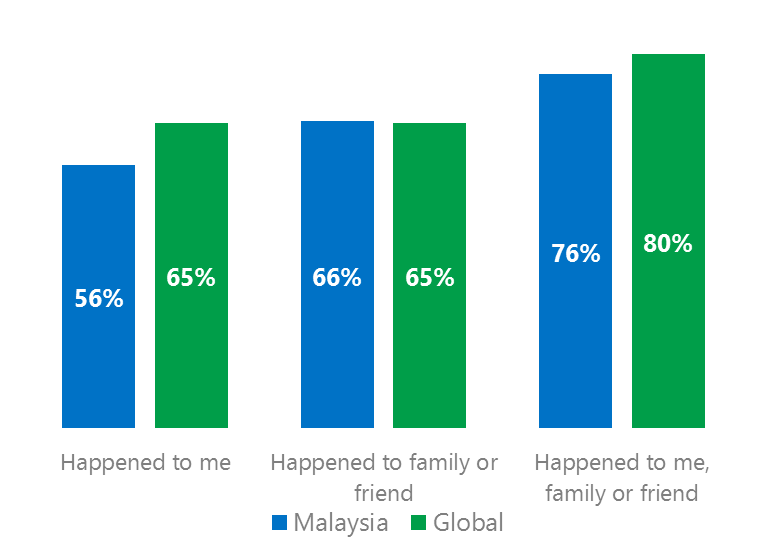 56%
65%
66%
65%
76%
80%
Happened to me
Happened to family or
friend
Happened to me,
family or friend
Malaysia
Global